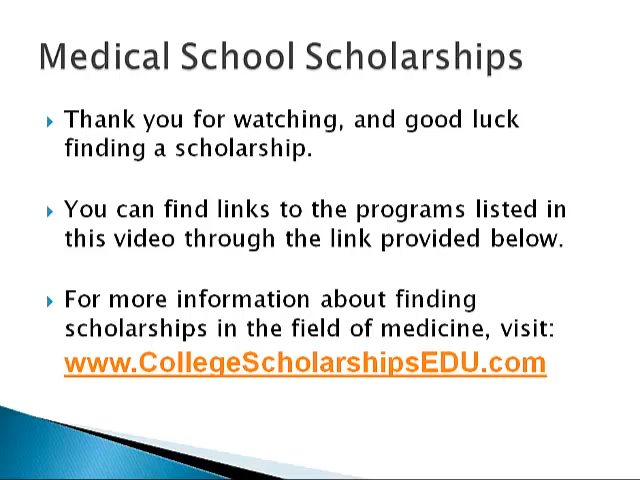 Medical School Scholarships
Thank you for watching, and good luck
finding a scholarship.
You can find links to the programs listed in
this video through the link provided below.
For more information about finding
scholarships in the field of medicine, visit:
www.CollegeScholarshipsEDU.com